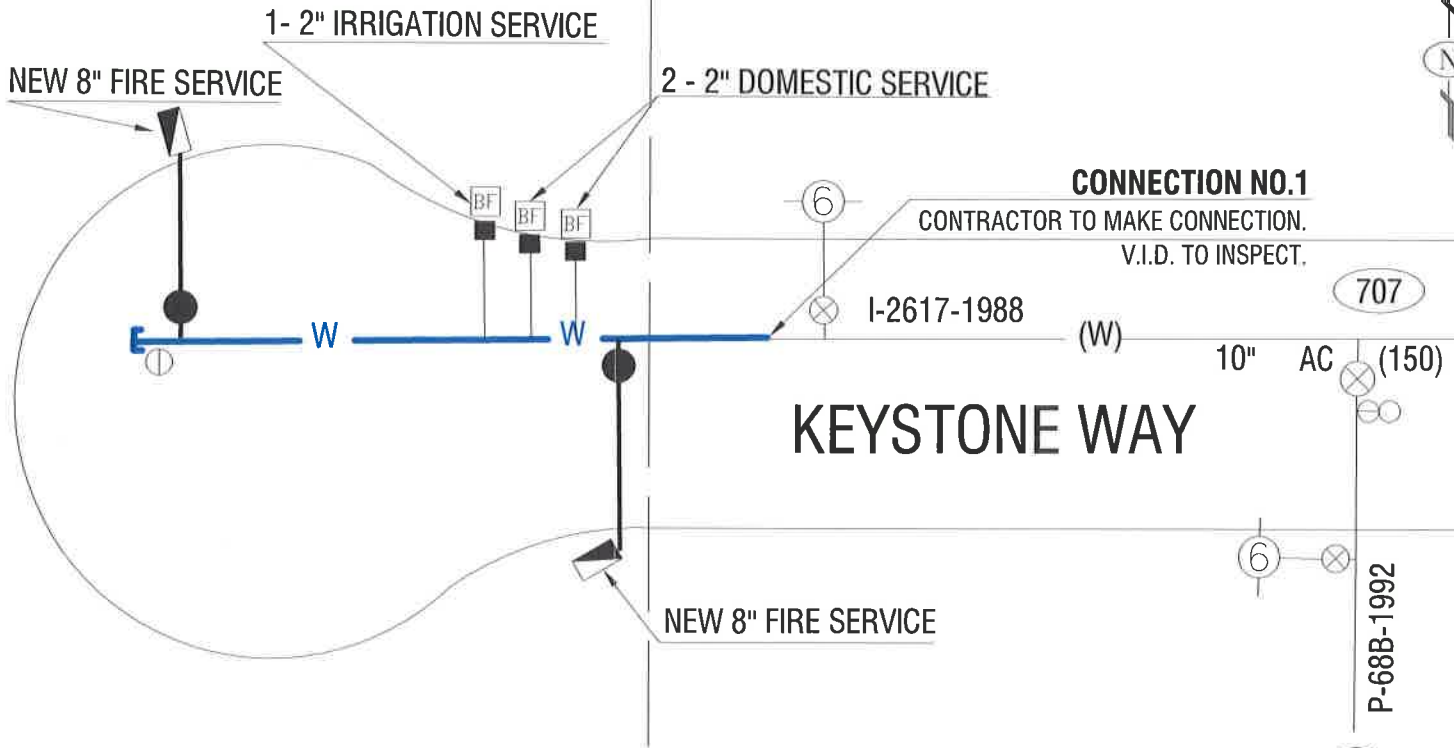 1- 2" IRRIGATION SERVICE
NEW 8" FIRE SERVICE
2 - 2" DOMESTIC SERVICE
N
CONNECTION NO.1
CONTRACTOR TO MAKE CONNECTION.
V.I.D. TO INSPECT.
BF
BF
BF
6
707
I-2617-1988
W
W
(W)
10" AC (150)
KEYSTONE WAY
6
NEW 8" FIRE SERVICE
P-68B-1992